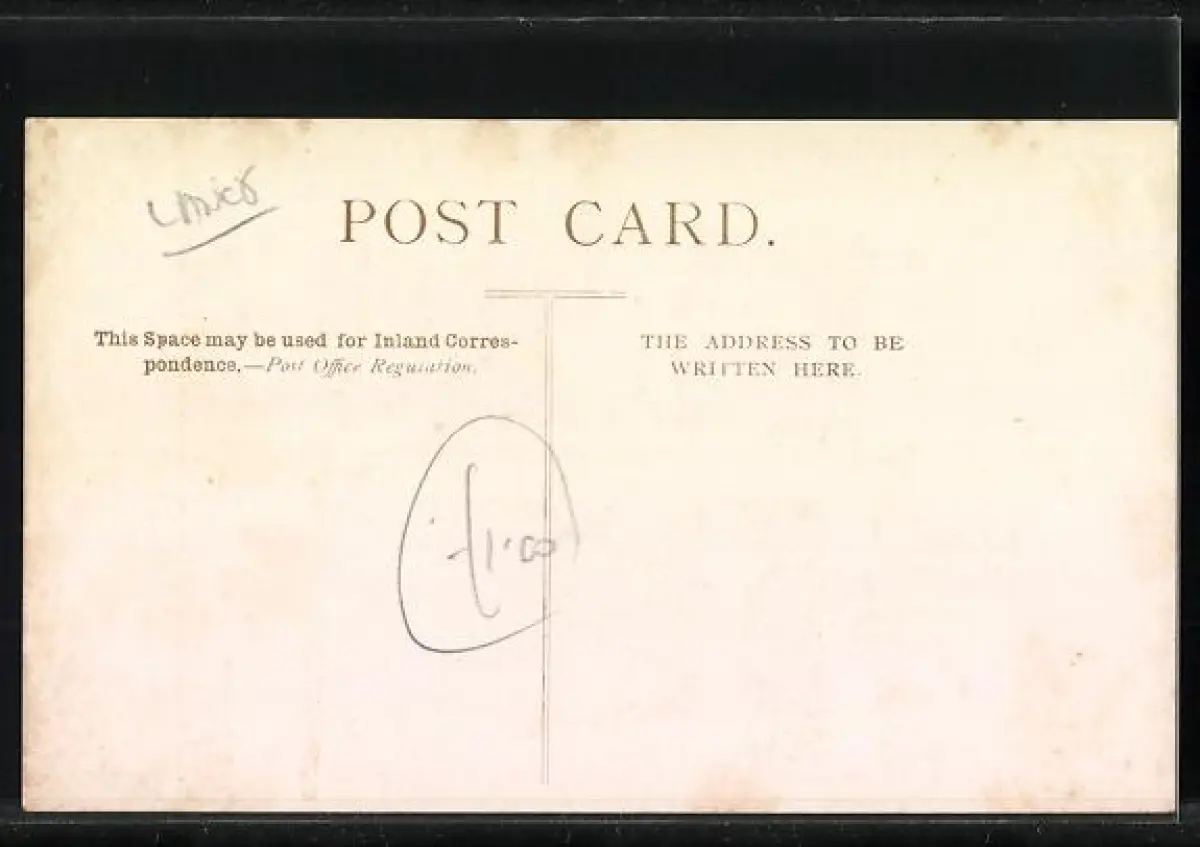 POST CARD.
This Space may be used for Inland Corres-
pondence.—Post Office Regulation.
THE ADDRESS TO BE
WRITTEN HERE.
£1.00